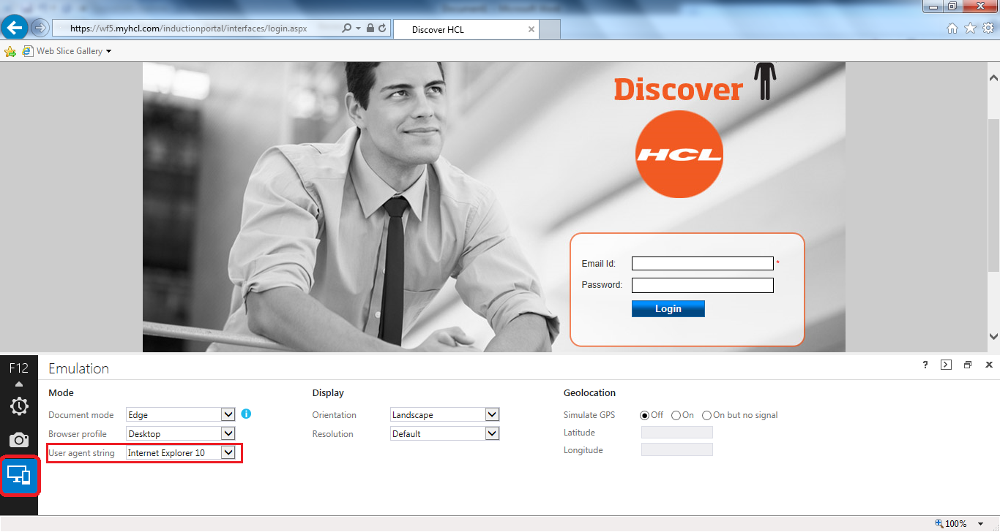 https://wf5.myhcl.com/inductionportal/interfaces/login.aspx
Discover HCL
Web Slice Gallery
Discover
HCL
Email Id: *
Password:
Login
F12
Emulation
?
Mode
Document mode Edge
Browser profile Desktop
User agent string Internet Explorer 10
Display
Orientation Landscape
Resolution Default
Geolocation
Simulate GPS Off On On but no signal
Latitude
Longitude
100%